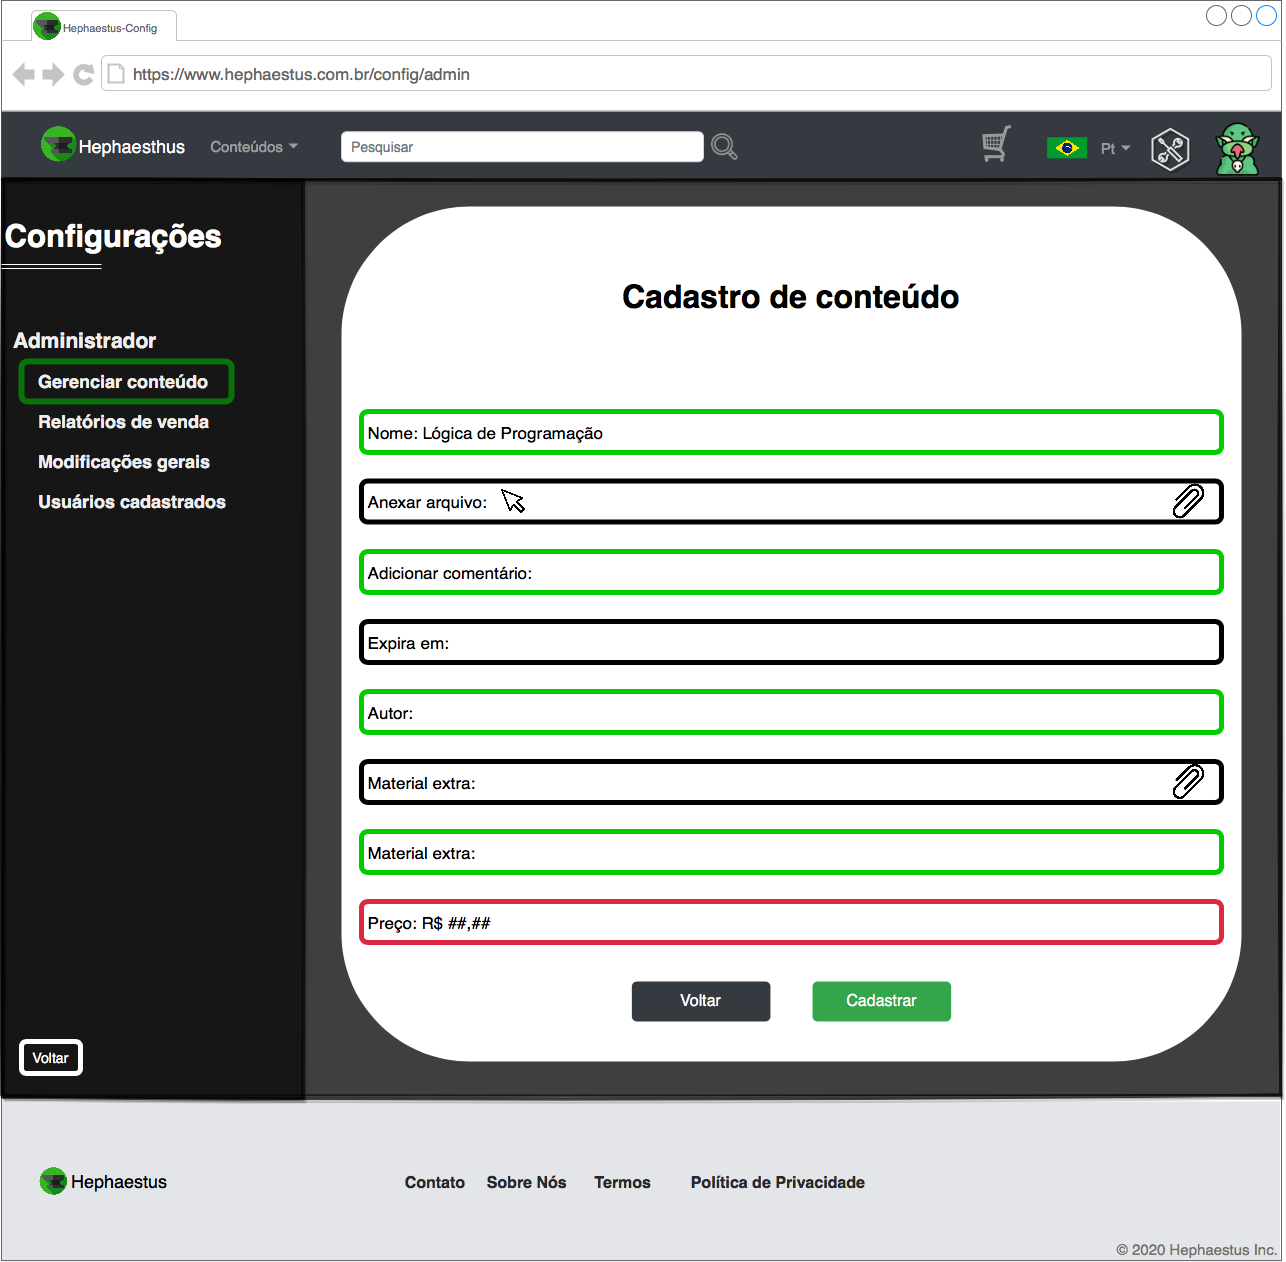 Hephaestus-Config
https://www.hephaestus.com.br/config/admin
Hephaesthus
Conteúdos
Pesquisar
Pt
Configurações
Administrador
Gerenciar conteúdo
Relatórios de venda
Modificações gerais
Usuários cadastrados
Voltar
Cadastro de conteúdo
Nome: Lógica de Programação
Anexar arquivo:
Adicionar comentário:
Expira em:
Autor:
Material extra:
Material extra:
Preço: R$ ##,##
Voltar
Cadastrar
Hephaestus
Contato
Sobre Nós
Termos
Política de Privacidade
© 2020 Hephaestus Inc.